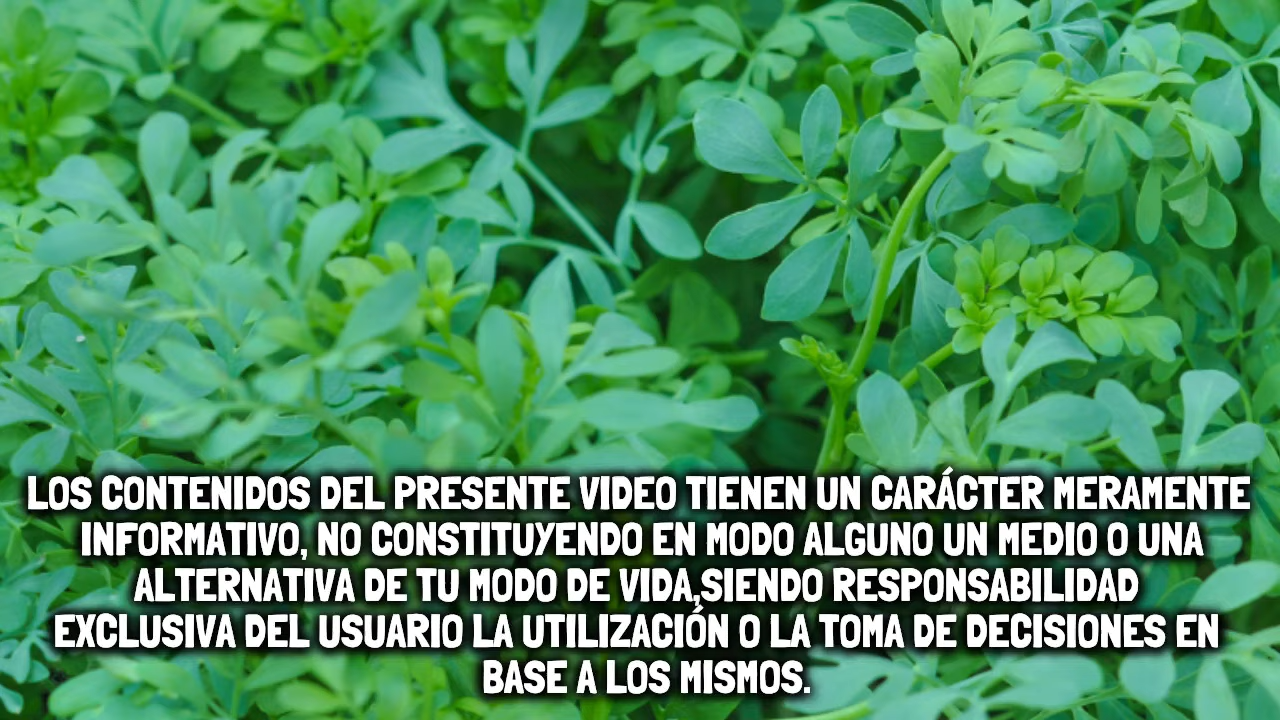 LOS CONTENIDOS DEL PRESENTE VIDEO TIENEN UN CARÁCTER MERAMENTE
INFORMATIVO, NO CONSTITUYENDO EN MODO ALGUNO UN MEDIO O UNA
ALTERNATIVA DE TU MODO DE VIDA,SIENDO RESPONSABILIDAD
EXCLUSIVA DEL USUARIO LA UTILIZACIÓN O LA TOMA DE DECISIONES EN
BASE A LOS MISMOS.